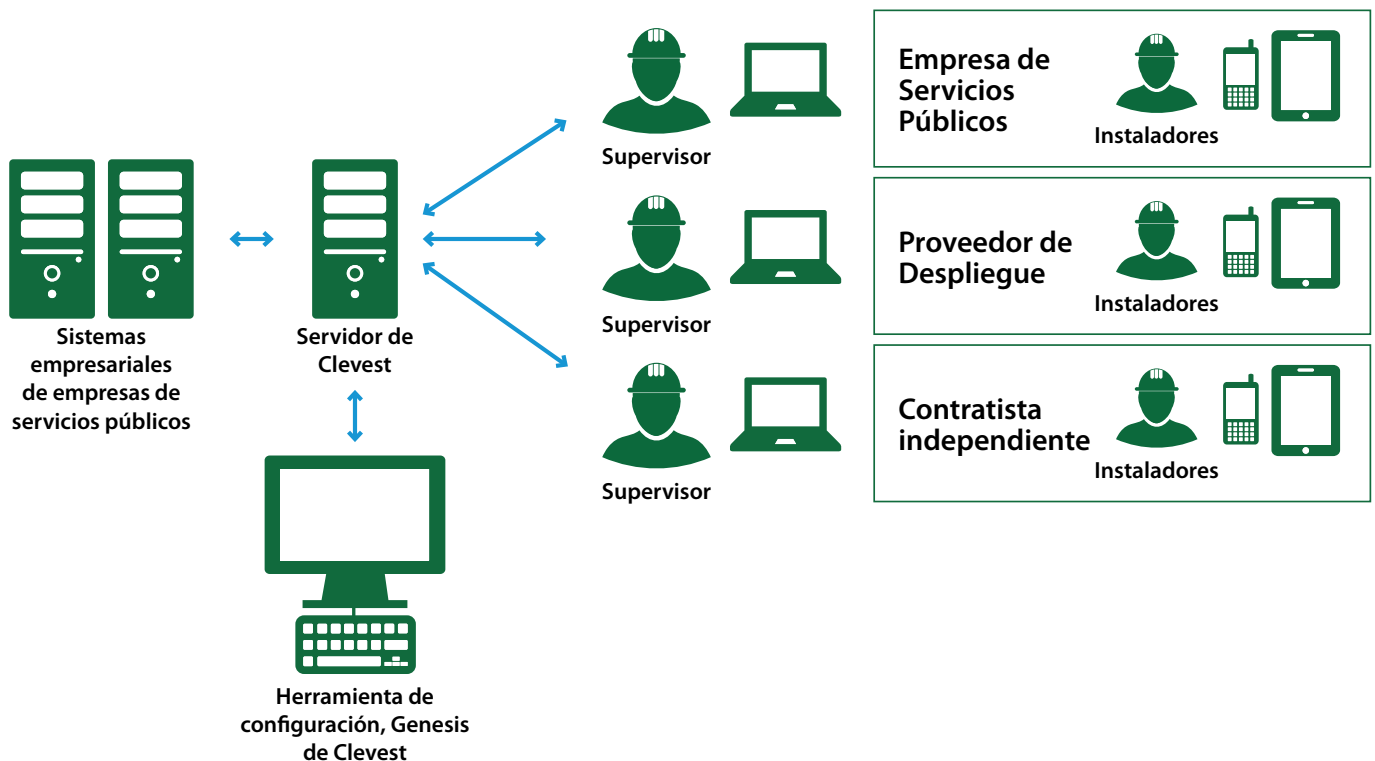 Supervisor
Empresa de
Servicios
Públicos
Instaladores
Supervisor
Proveedor de
Despliegue
Instaladores
Supervisor
Contratista
independiente
Instaladores
Sistemas
empresariales
de empresas de
servicios públicos
Servidor de
Clevest
Herramienta de
configuración, Genesis
de Clevest